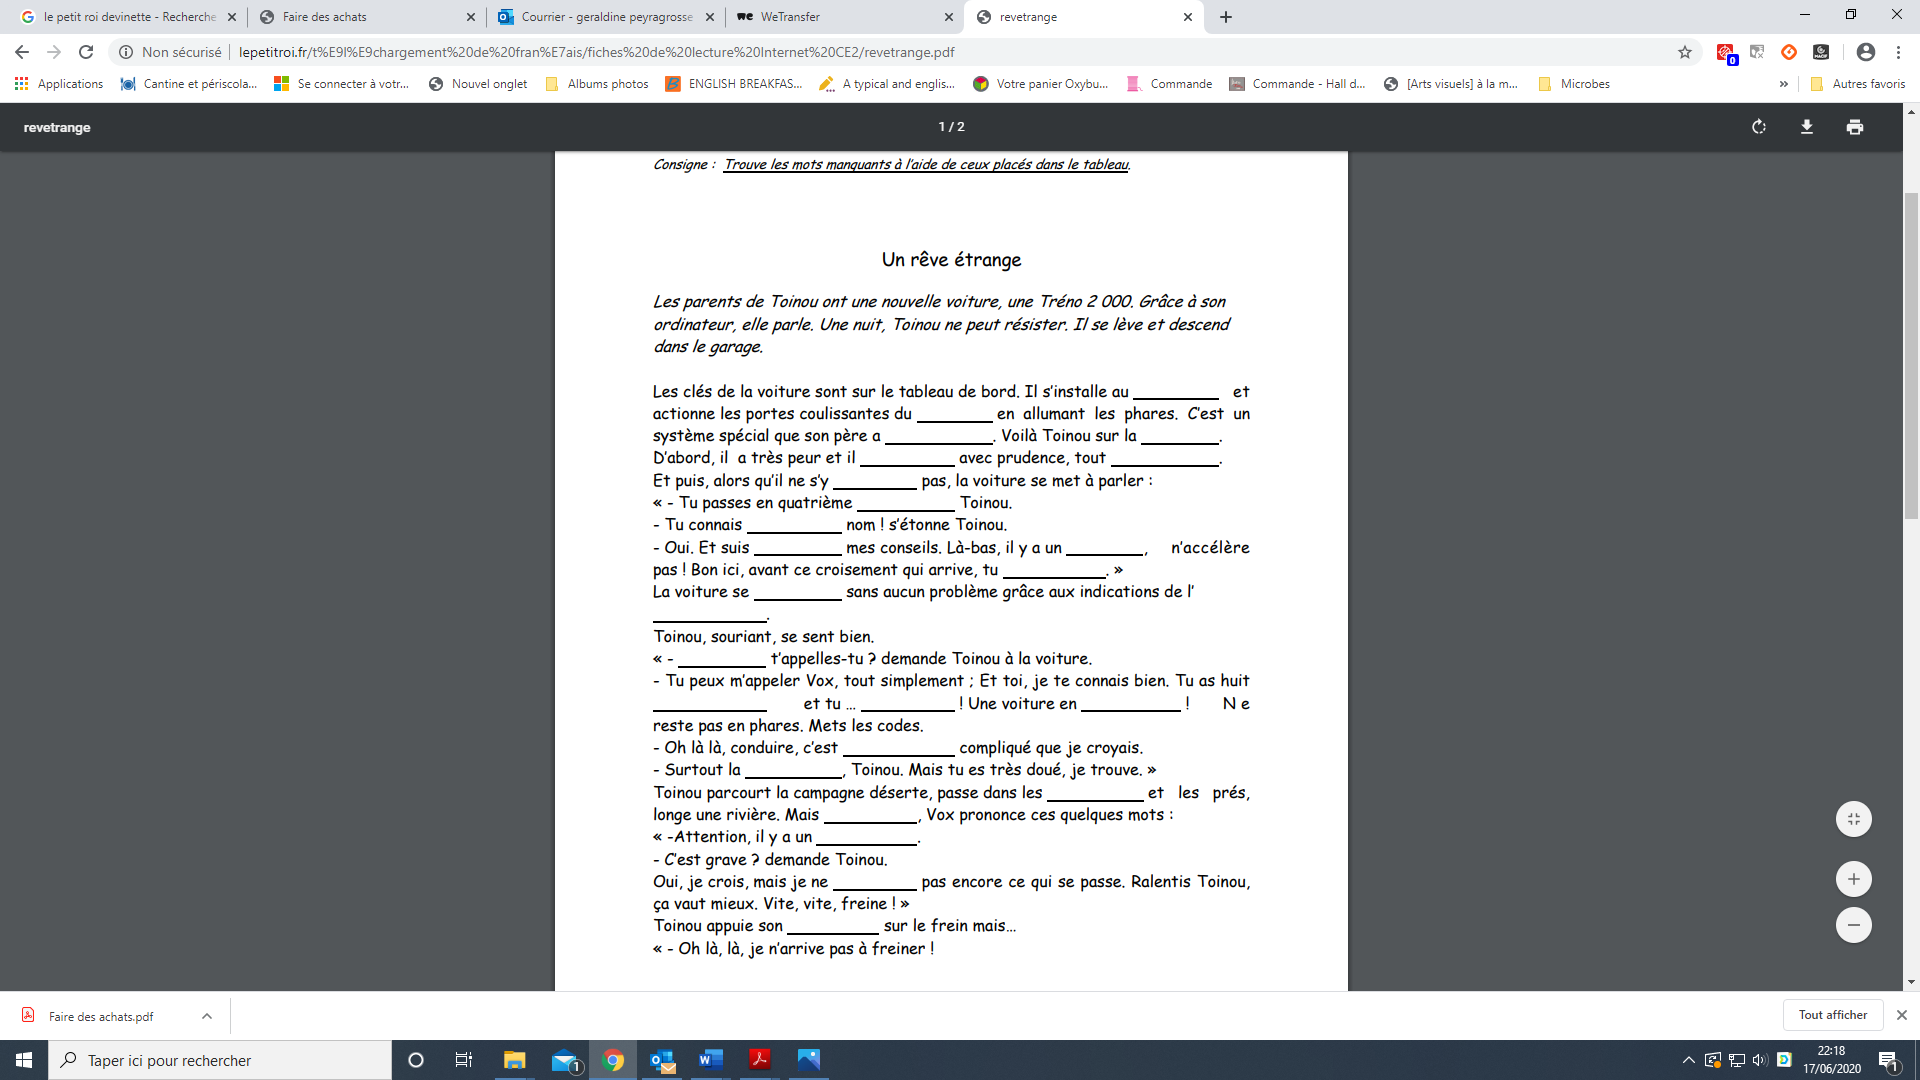 le petit roi devinette - Recherche
Faire des achats
Courrier - geraldine peyragrosse
WeTransfer
revetrange
Non sécurisé | lepetitroi.fr/t%E9l%E9chargement%20de%20fran%E7ais/fiches%20de%20lecture%20Internet%20CE2/revetrange.pdf
0
Applications
Cantine et périscola...
Se connecter à votr...
Nouvel onglet
Albums photos
ENGLISH BREAKFAS...
A typical and englis...
Votre panier Oxybu...
Commande
Commande - Hall d...
[Arts visuels] à la m...
Microbes
»
Autres favoris
revetrange
1 / 2
Consigne : Trouve les mots manquants à l'aide de ceux placés dans le tableau.
Un rêve étrange
Les parents de Toinou ont une nouvelle voiture, une Tréno 2 000. Grâce à son
ordinateur, elle parle. Une nuit, Toinou ne peut résister. Il se lève et descend
dans le garage.
Les clés de la voiture sont sur le tableau de bord. Il s'installe au __________ et
actionne les portes coulissantes du _________ en allumant les phares. C'est un
système spécial que son père a ____________. Voilà Toinou sur la _________.
D'abord, il a très peur et il ___________ avec prudence, tout ____________.
Et puis, alors qu'il ne s'y __________ pas, la voiture se met à parler :
« - Tu passes en quatrième ___________ Toinou.
- Tu connais ___________ nom ! s'étonne Toinou.
- Oui. Et suis __________ mes conseils. Là-bas, il y a un _________, n'accélère
pas ! Bon ici, avant ce croisement qui arrive, tu ____________. »
La voiture se __________ sans aucun problème grâce aux indications de l'
_____________.
Toinou, souriant, se sent bien.
« - __________ t'appelles-tu ? demande Toinou à la voiture.
- Tu peux m'appeler Vox, tout simplement ; Et toi, je te connais bien. Tu as huit
_____________ et tu ... ___________ ! Une voiture en ___________ ! N e
reste pas en phares. Mets les codes.
- Oh là là, conduire, c'est _____________ compliqué que je croyais.
- Surtout la ___________, Toinou. Mais tu es très doué, je trouve. »
Toinou parcourt la campagne déserte, passe dans les ___________ et les prés,
longe une rivière. Mais ___________, Vox prononce ces quelques mots :
« -Attention, il y a un ____________.
- C'est grave ? demande Toinou.
Oui, je crois, mais je ne __________ pas encore ce qui se passe. Ralentis Toinou,
ça vaut mieux. Vite, vite, freine ! »
Toinou appuie son ___________ sur le frein mais...
« - Oh là, là, je n'arrive pas à freiner !
Faire des achats.pdf
Tout afficher
Taper ici pour rechercher
1
22:18
17/06/2020
1